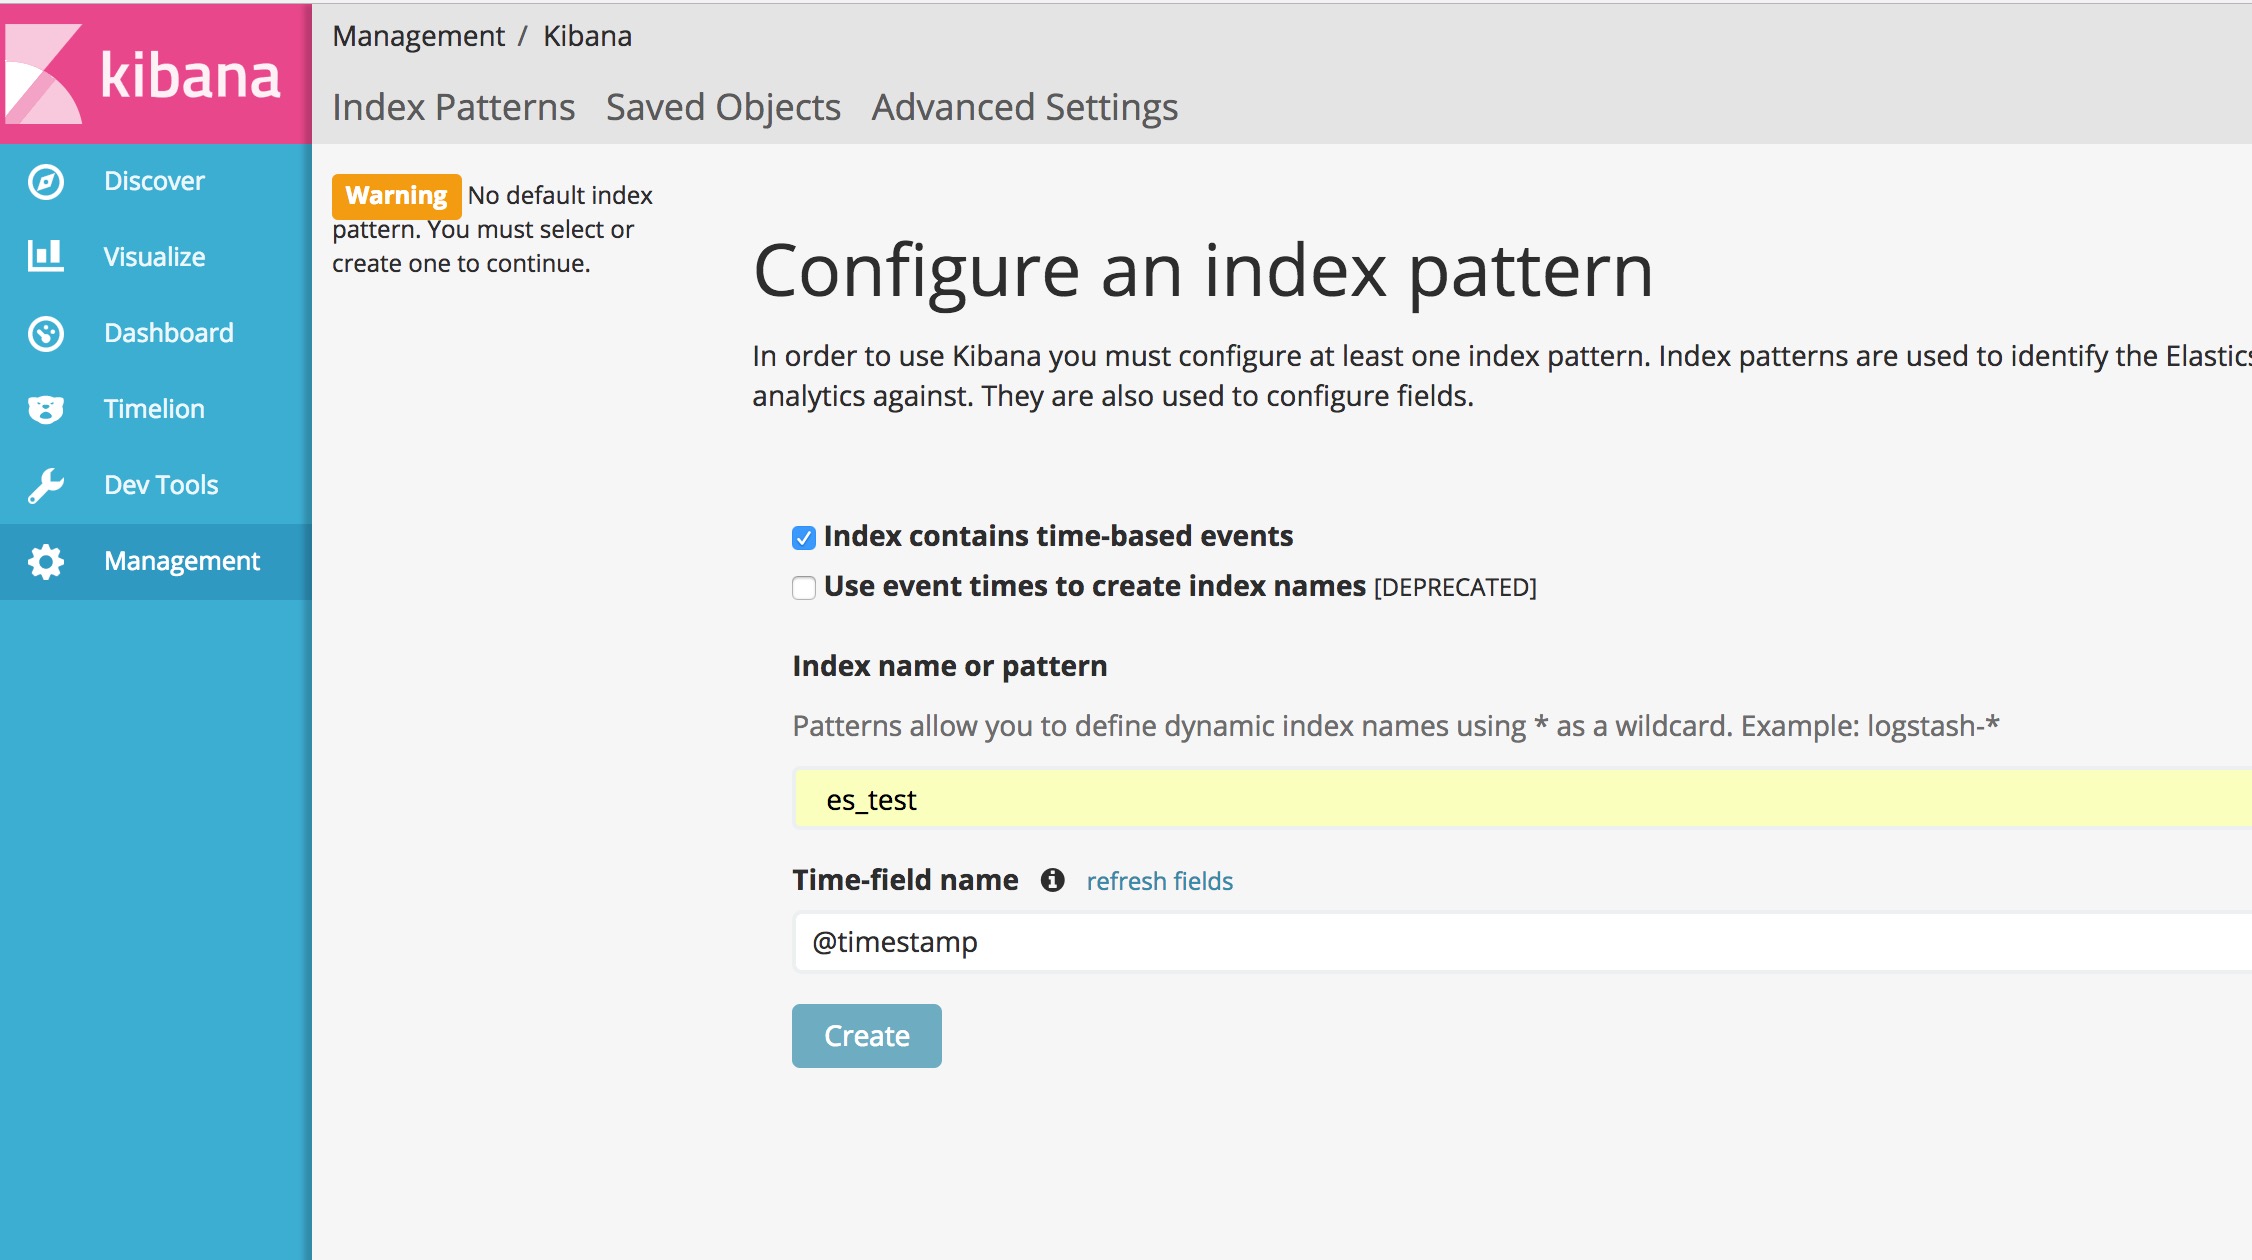 kibana
Discover
Visualize
Dashboard
Timelion
Dev Tools
Management
Management / Kibana
Index Patterns Saved Objects Advanced Settings
Warning No default index
pattern. You must select or
create one to continue.
Configure an index pattern
In order to use Kibana you must configure at least one index pattern. Index patterns are used to identify the Elastics
analytics against. They are also used to configure fields.
Index contains time-based events
Use event times to create index names [DEPRECATED]
Index name or pattern
Patterns allow you to define dynamic index names using * as a wildcard. Example: logstash-*
es_test
Time-field name refresh fields
@timestamp
Create